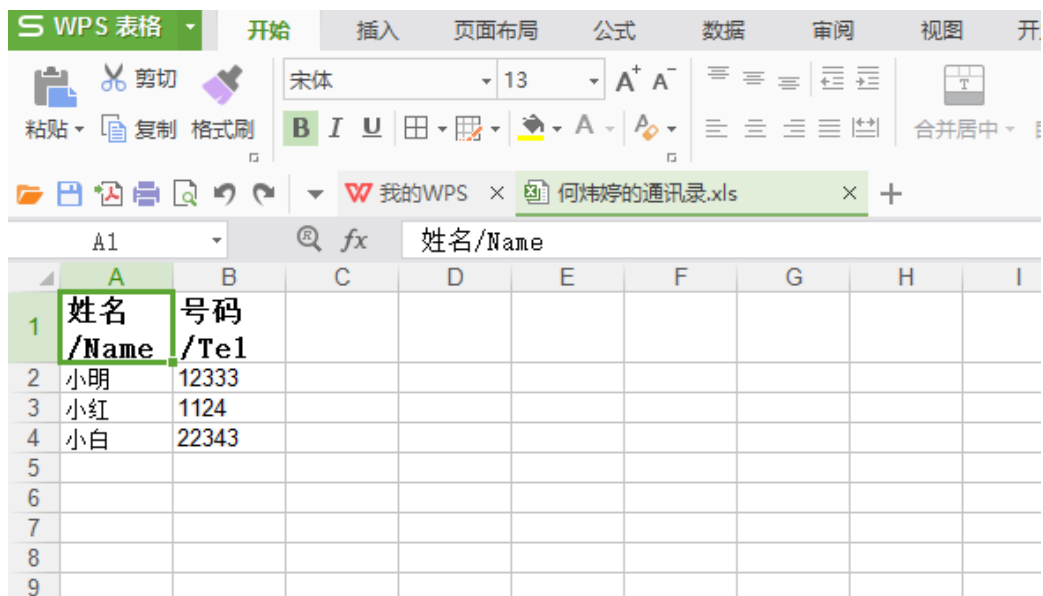 WPS 表格 开始 插入 页面布局 公式 数据 审阅 视图 开
剪切 宋体 13 A+ A-
粘贴 复制 格式刷 B I U A 合并居中
我的WPS × 何炜婷的通讯录.xls × +
A1 fx 姓名/Name
A B C D E F G H I
1 姓名 号码
/Name /Tel
2 小明 12333
3 小红 1124
4 小白 22343
5
6
7
8
9